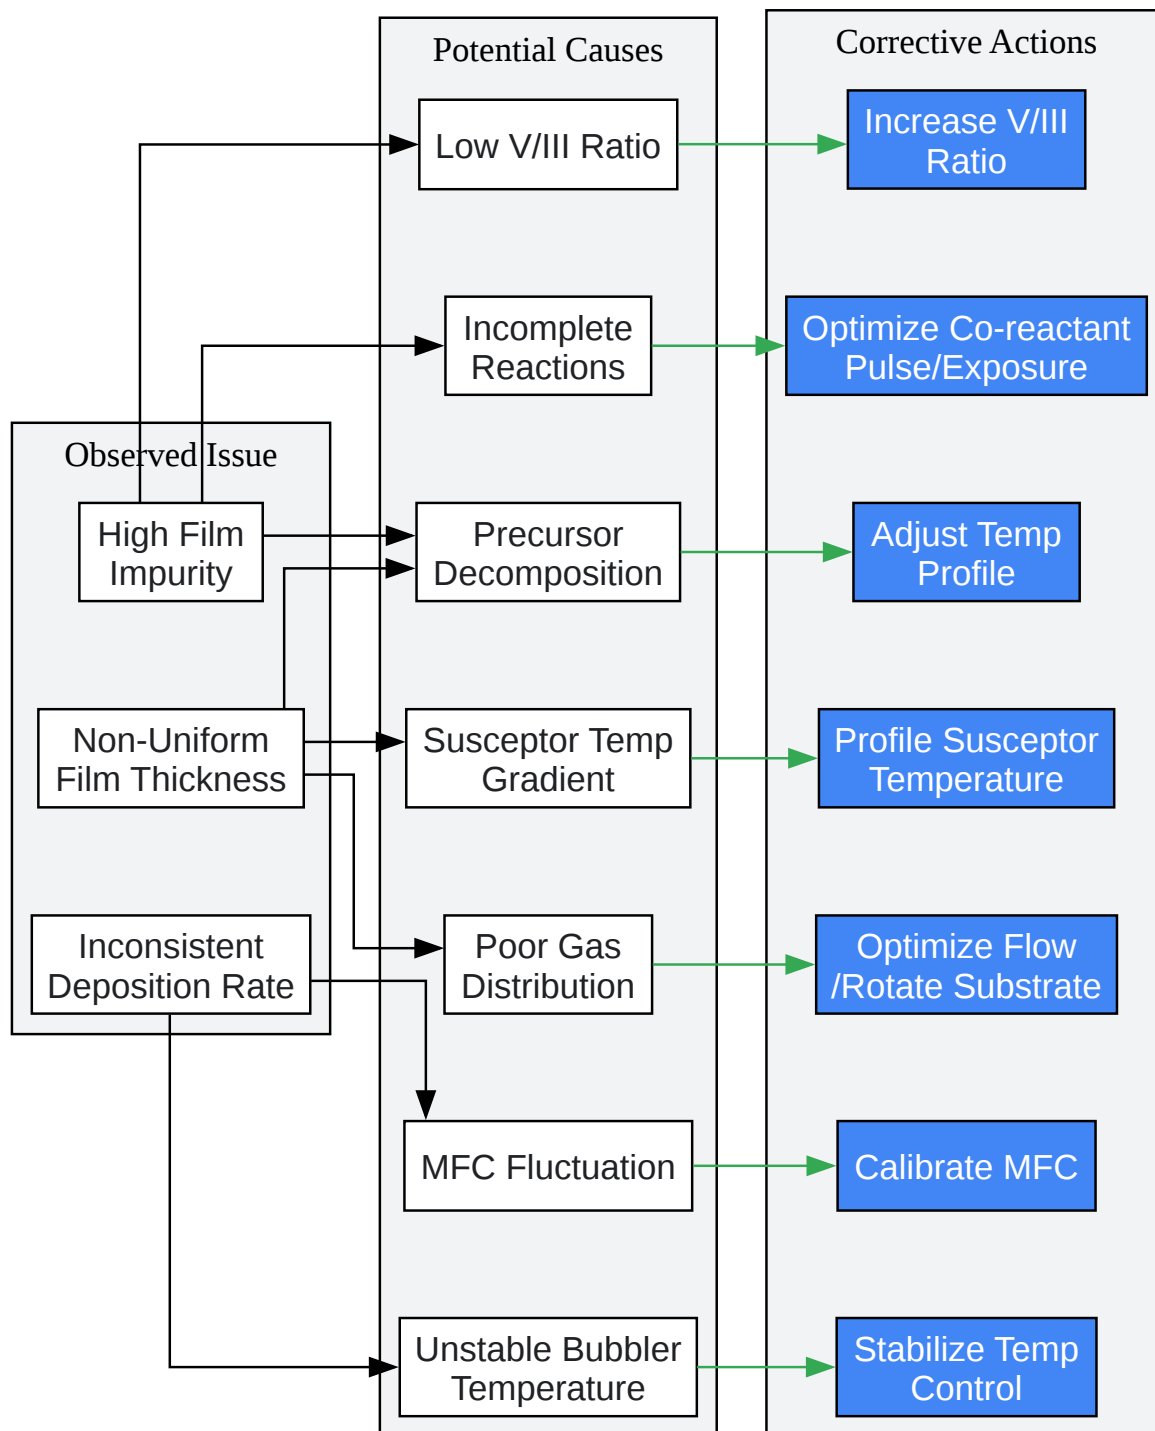 Potential Causes
Corrective Actions
Low V/III Ratio
Increase V/III
Ratio
Incomplete
Reactions
Optimize Co-reactant
Pulse/Exposure
Observed Issue
High Film
Impurity
Precursor
Decomposition
Adjust Temp
Profile
Non-Uniform
Film Thickness
Susceptor Temp
Gradient
Profile Susceptor
Temperature
Inconsistent
Deposition Rate
Poor Gas
Distribution
Optimize Flow
/Rotate Substrate
MFC Fluctuation
Calibrate MFC
Unstable Bubbler
Temperature
Stabilize Temp
Control